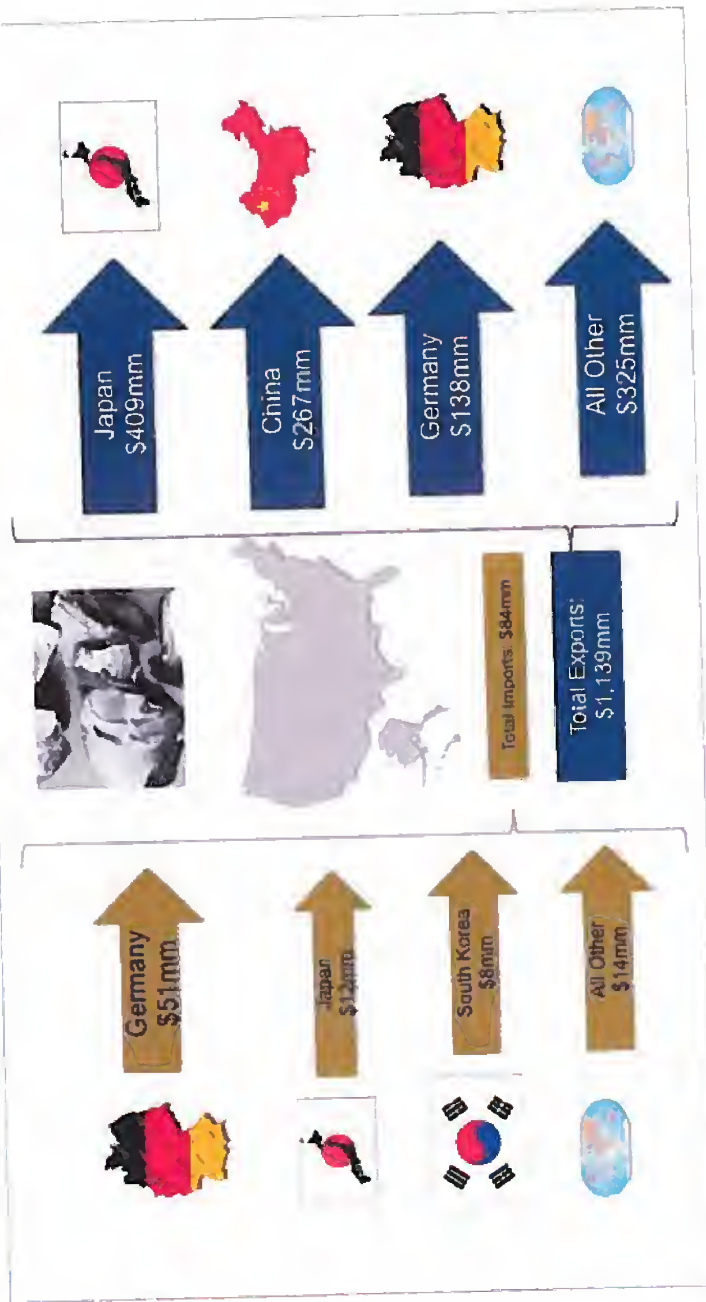 Germany
$51mm
Japan
$12mm
South Korea
$8mm
All Other
$14mm
Total Imports: $84mm
Total Exports:
$1,139mm
Japan
$409mm
China
$267mm
Germany
$138mm
All Other
$325mm